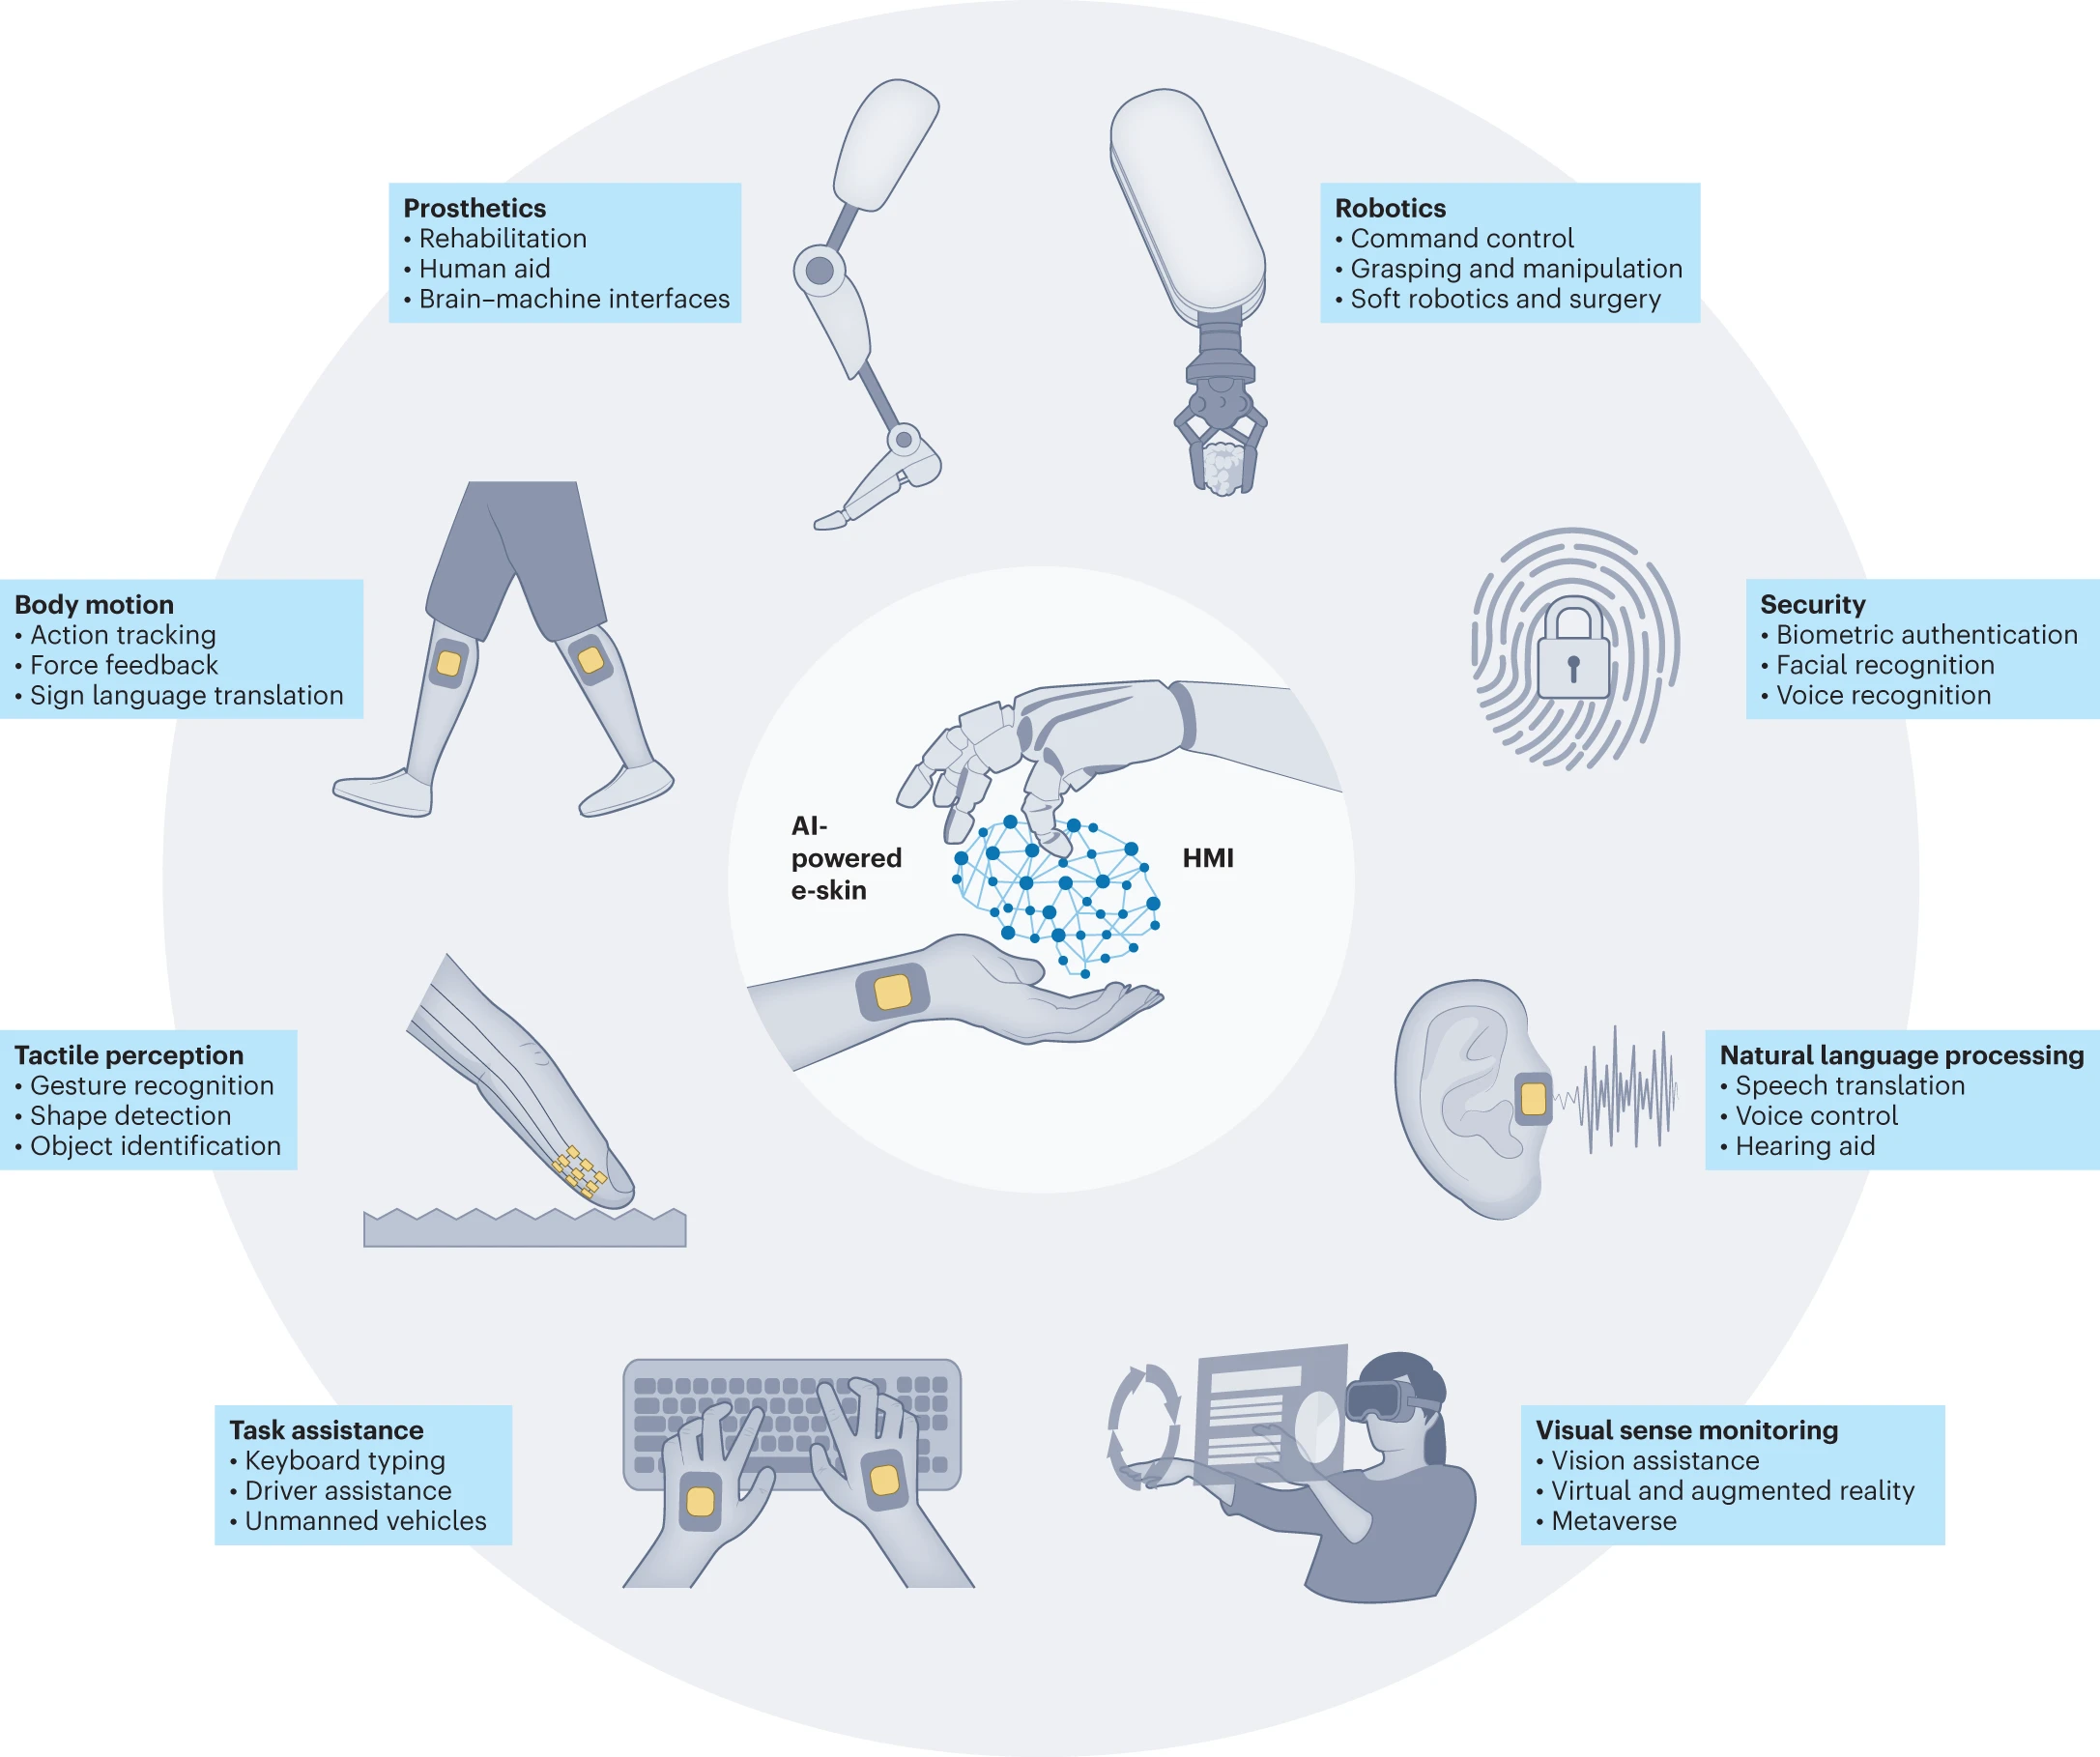 Prosthetics
• Rehabilitation
• Human aid
• Brain–machine interfaces
Robotics
• Command control
• Grasping and manipulation
• Soft robotics and surgery
Body motion
• Action tracking
• Force feedback
• Sign language translation
Security
• Biometric authentication
• Facial recognition
• Voice recognition
AI-
powered
e-skin
HMI
Tactile perception
• Gesture recognition
• Shape detection
• Object identification
Natural language processing
• Speech translation
• Voice control
• Hearing aid
Task assistance
• Keyboard typing
• Driver assistance
• Unmanned vehicles
Visual sense monitoring
• Vision assistance
• Virtual and augmented reality
• Metaverse